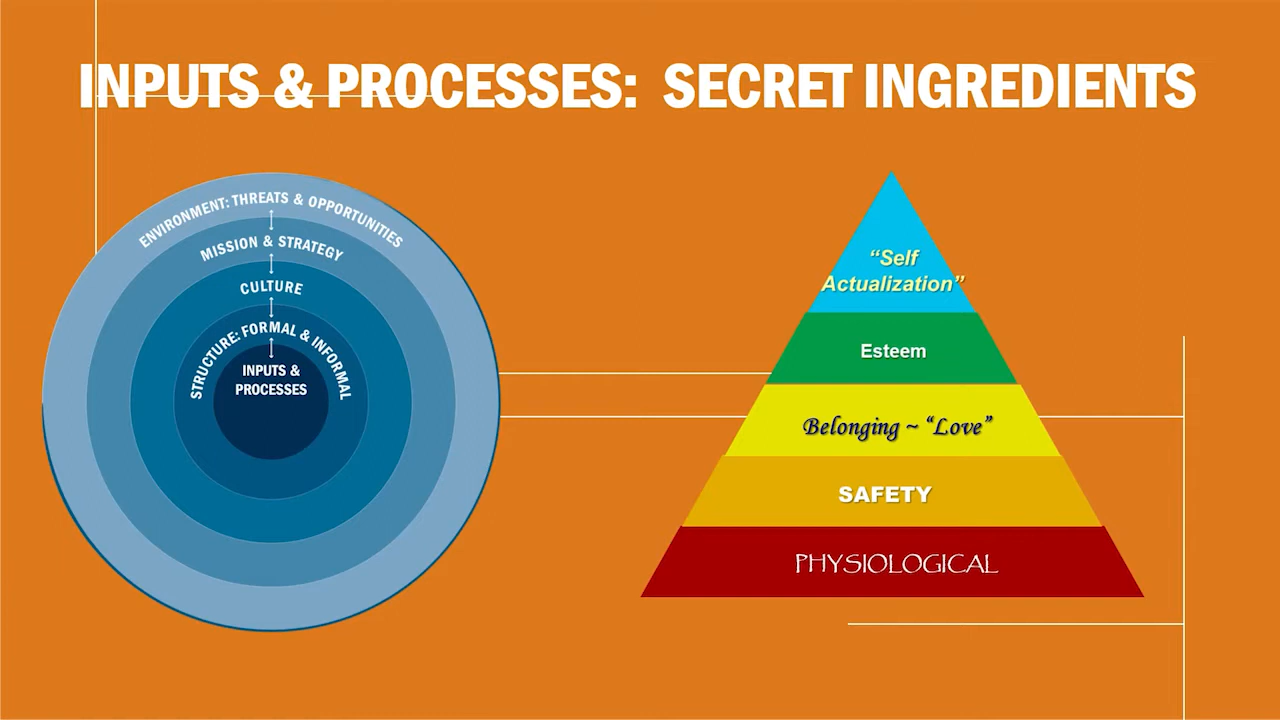 INPUTS & PROCESSES: SECRET INGREDIENTS
ENVIRONMENT: THREATS & OPPORTUNITIES
MISSION & STRATEGY
CULTURE
STRUCTURE: FORMAL & INFORMAL
INPUTS &
PROCESSES
“Self
Actualization”
Esteem
Belonging ~ “Love”
SAFETY
PHYSIOLOGICAL